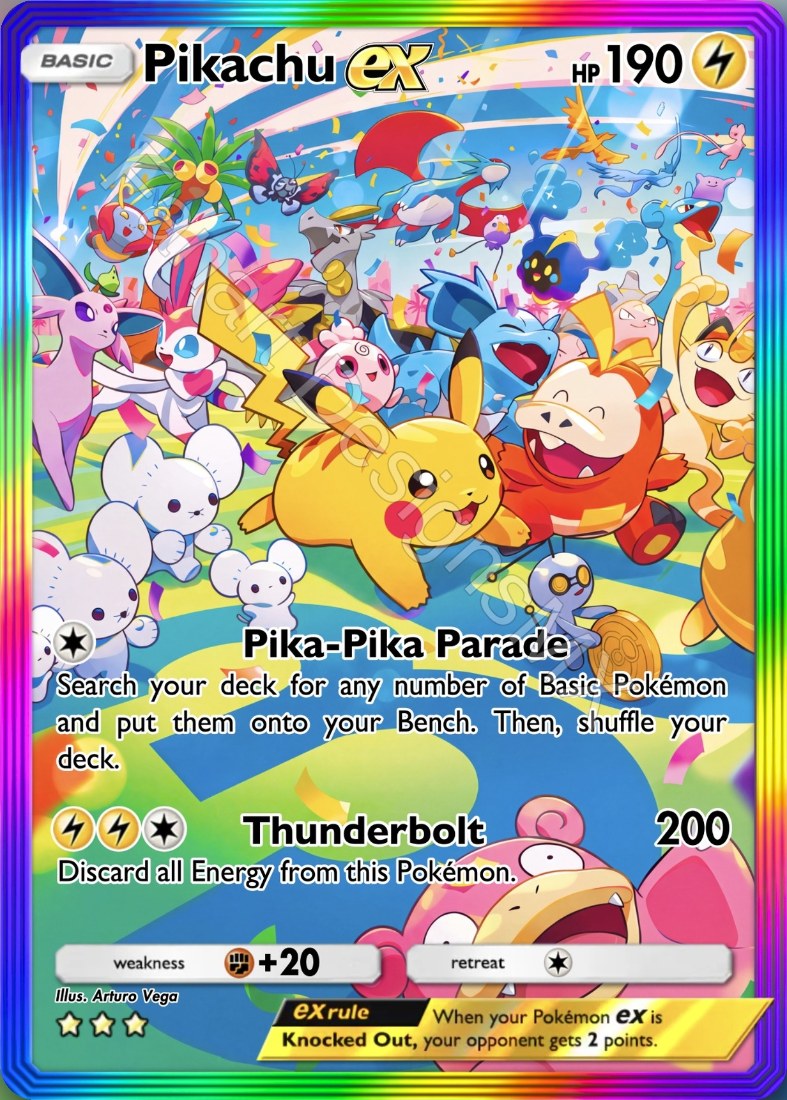 BASIC Pikachu ex HP 190
Pika-Pika Parade
Search your deck for any number of Basic Pokémon
and put them onto your Bench. Then, shuffle your
deck.
Thunderbolt 200
Discard all Energy from this Pokémon.
weakness +20 retreat
Illus. Arturo Vega
ex rule When your Pokémon ex is
Knocked Out, your opponent gets 2 points.